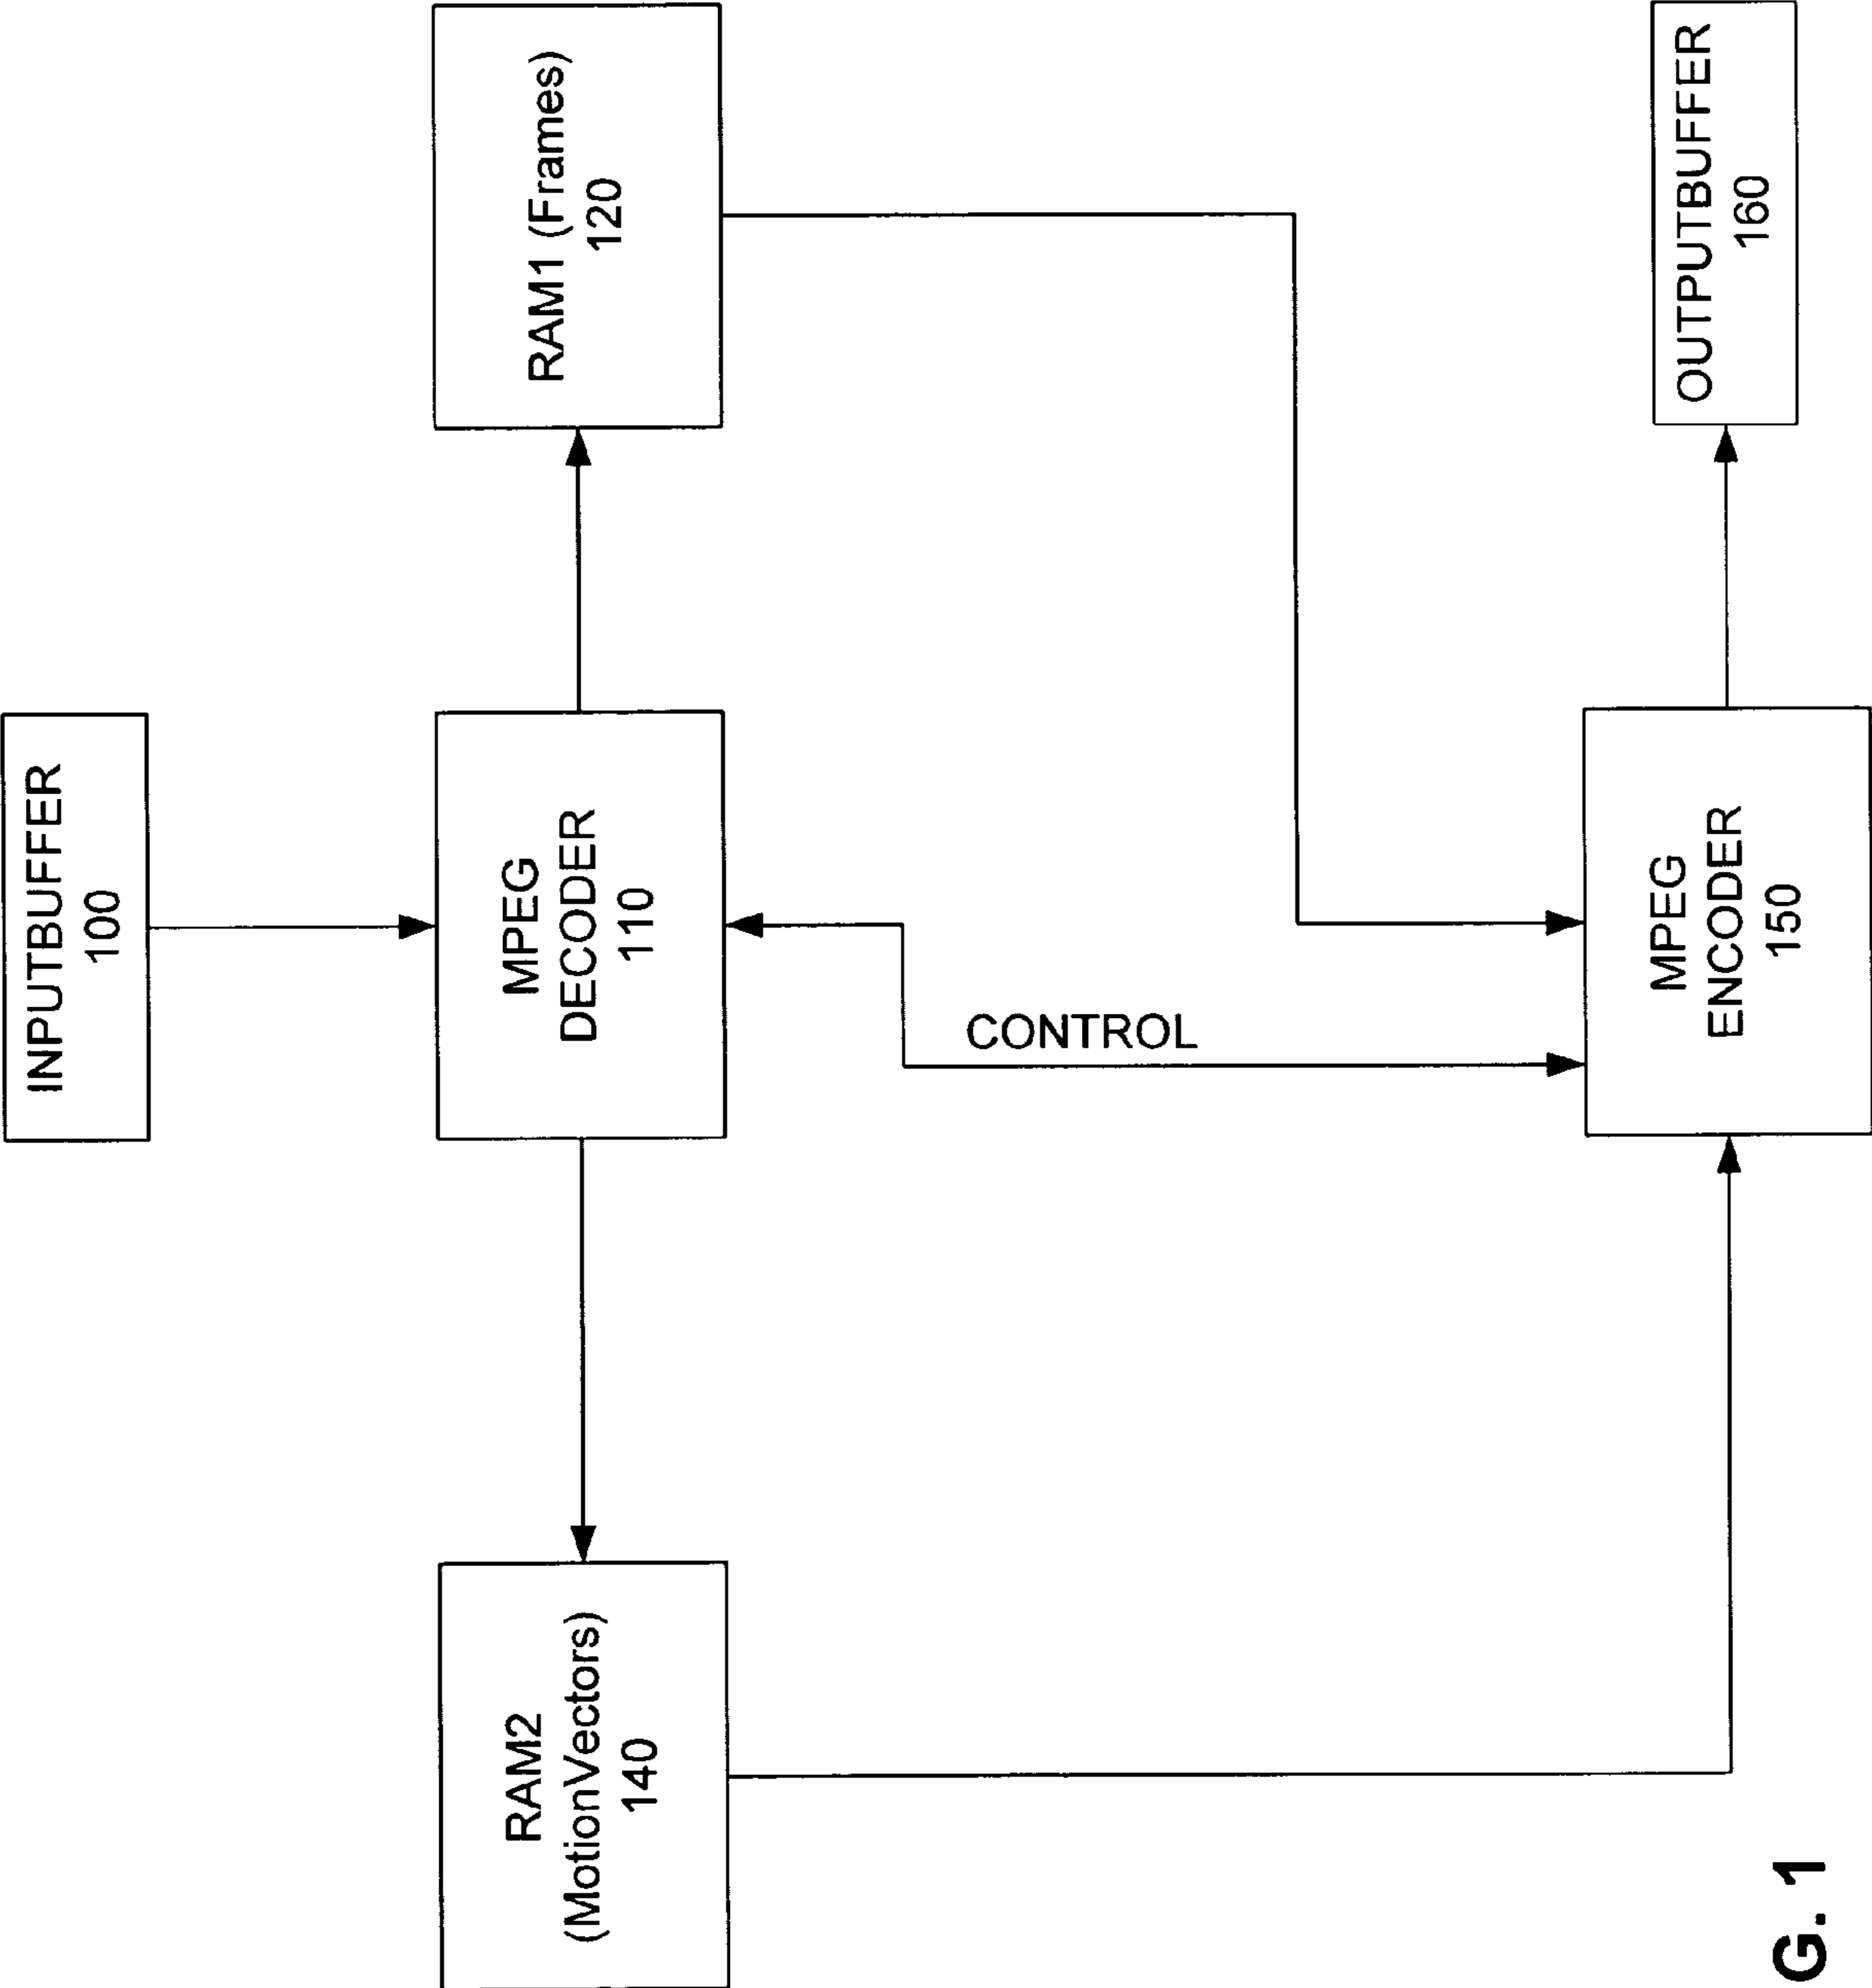 INPUTBUFFER
100
RAM2
(MotionVectors)
140
MPEG
DECODER
110
RAM1 (Frames)
120
CONTROL
MPEG
ENCODER
150
OUTPUTBUFFER
160
G. 1